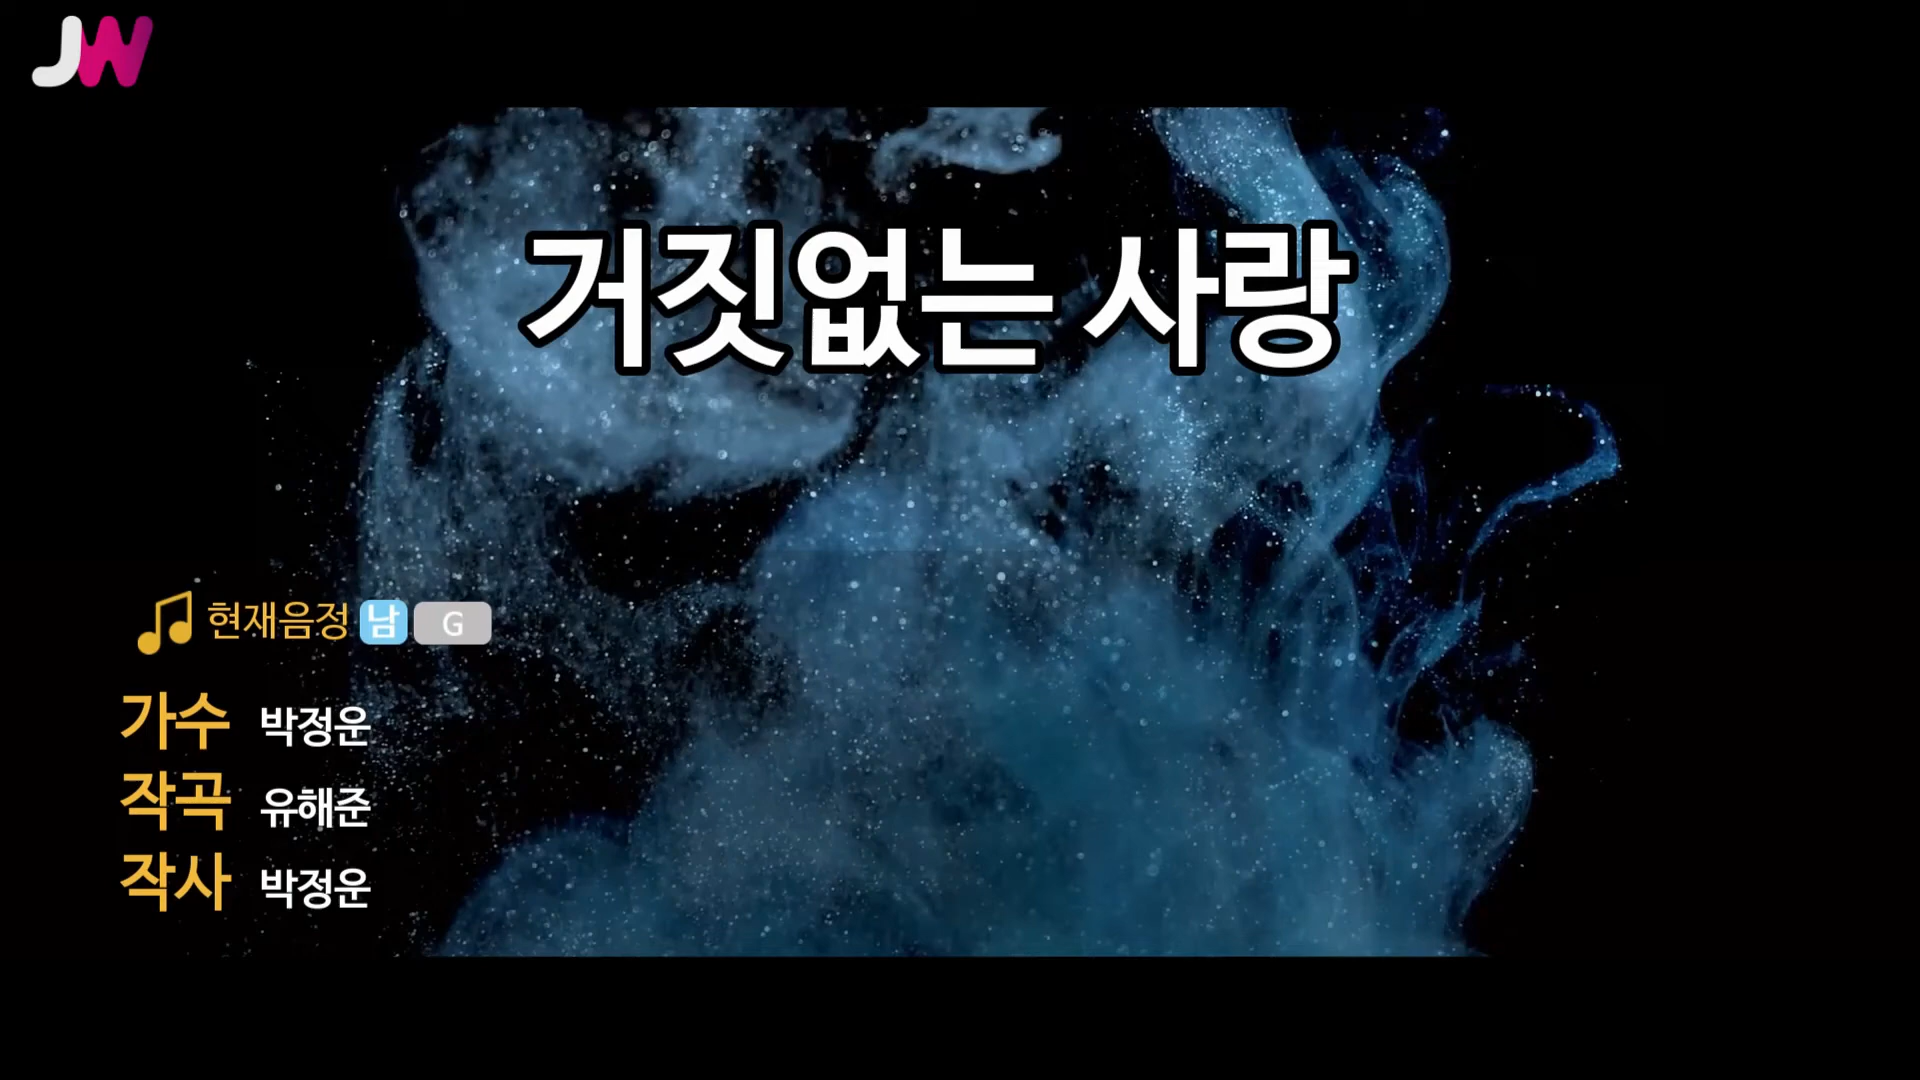 JW
거짓없는 사랑
현재음정 남 G
가수 박정운
작곡 유해준
작사 박정운